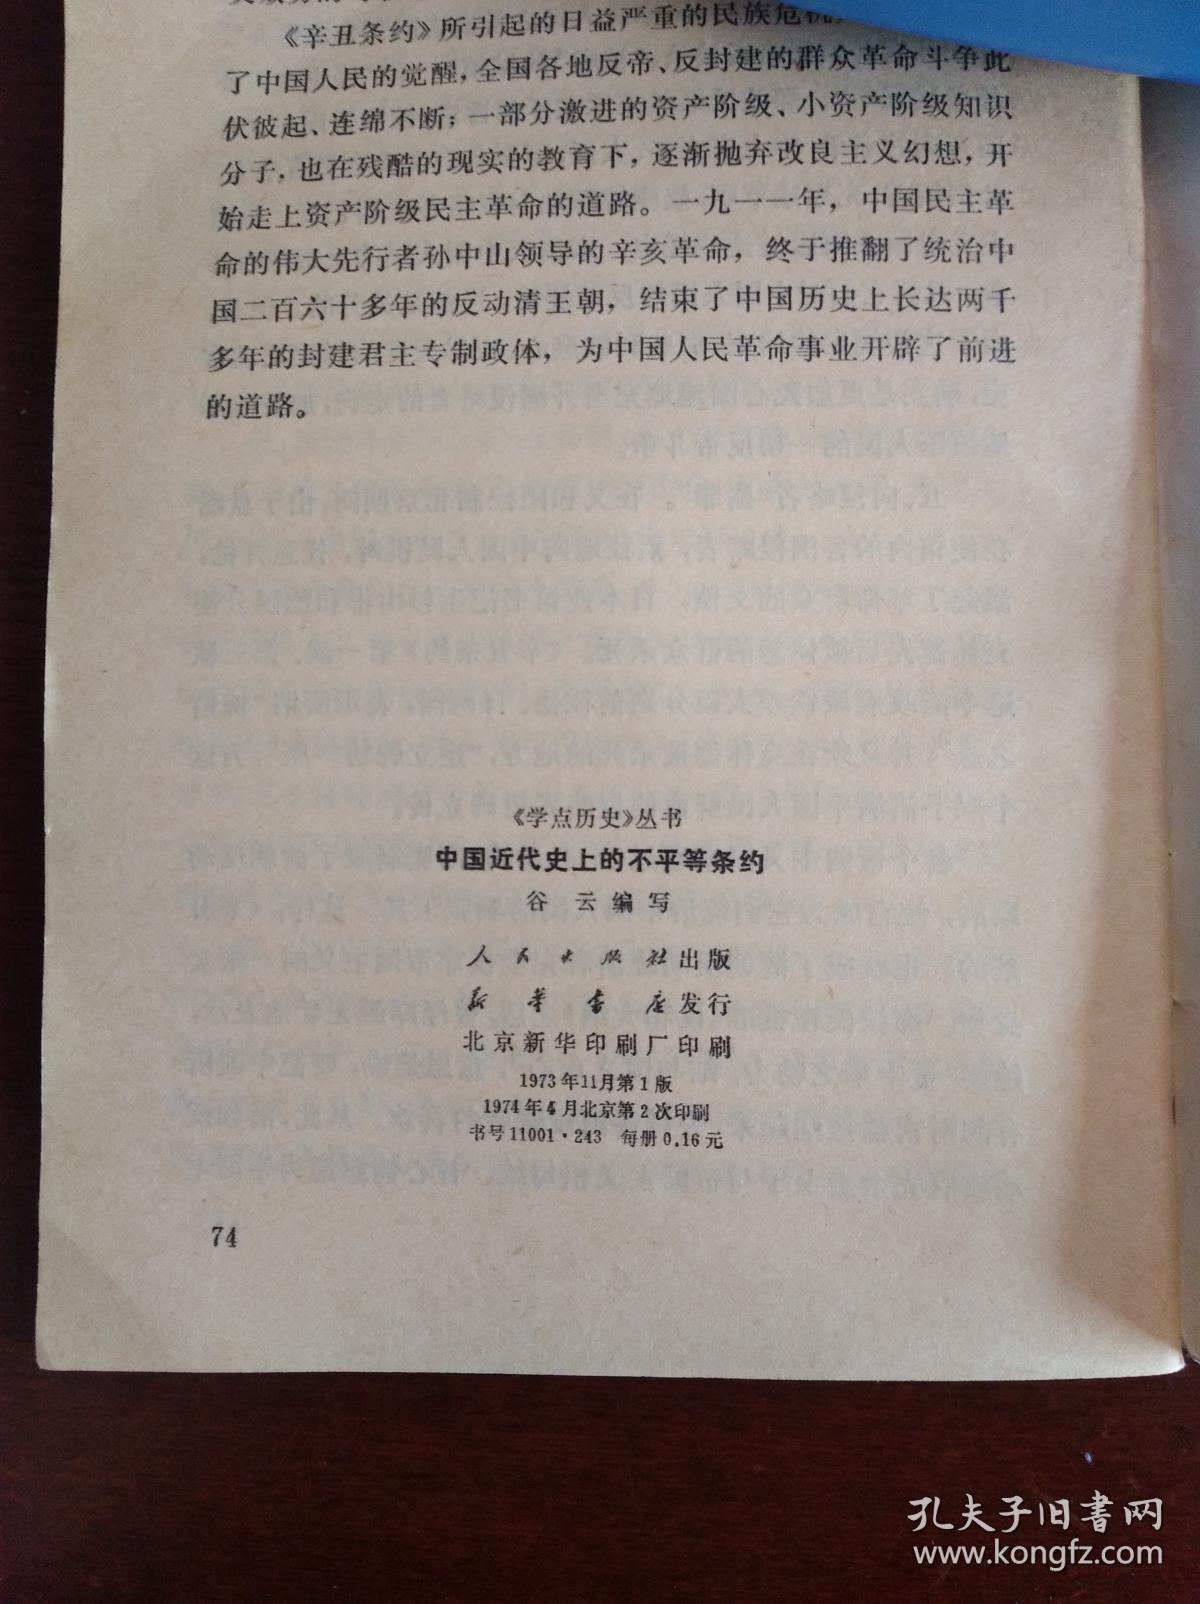 《辛丑条约》所引起的日益严重的民族危机
了中国人民的觉醒，全国各地反帝、反封建的群众革命斗争此
伏彼起、连绵不断；一部分激进的资产阶级、小资产阶级知识
分子，也在残酷的现实的教育下，逐渐抛弃改良主义幻想，开
始走上资产阶级民主革命的道路。一九一一年，中国民主革
命的伟大先行者孙中山领导的辛亥革命，终于推翻了统治中
国二百六十多年的反动清王朝，结束了中国历史上长达两千
多年的封建君主专制政体，为中国人民革命事业开辟了前进
的道路。
《学点历史》丛书
中国近代史上的不平等条约
谷云编写
人民出版社出版
新华书店发行
北京新华印刷厂印刷
1973年11月第1版
1974年4月北京第2次印刷
书号11001·243 每册0.16元
74
孔夫子旧书网
www.kongfz.com